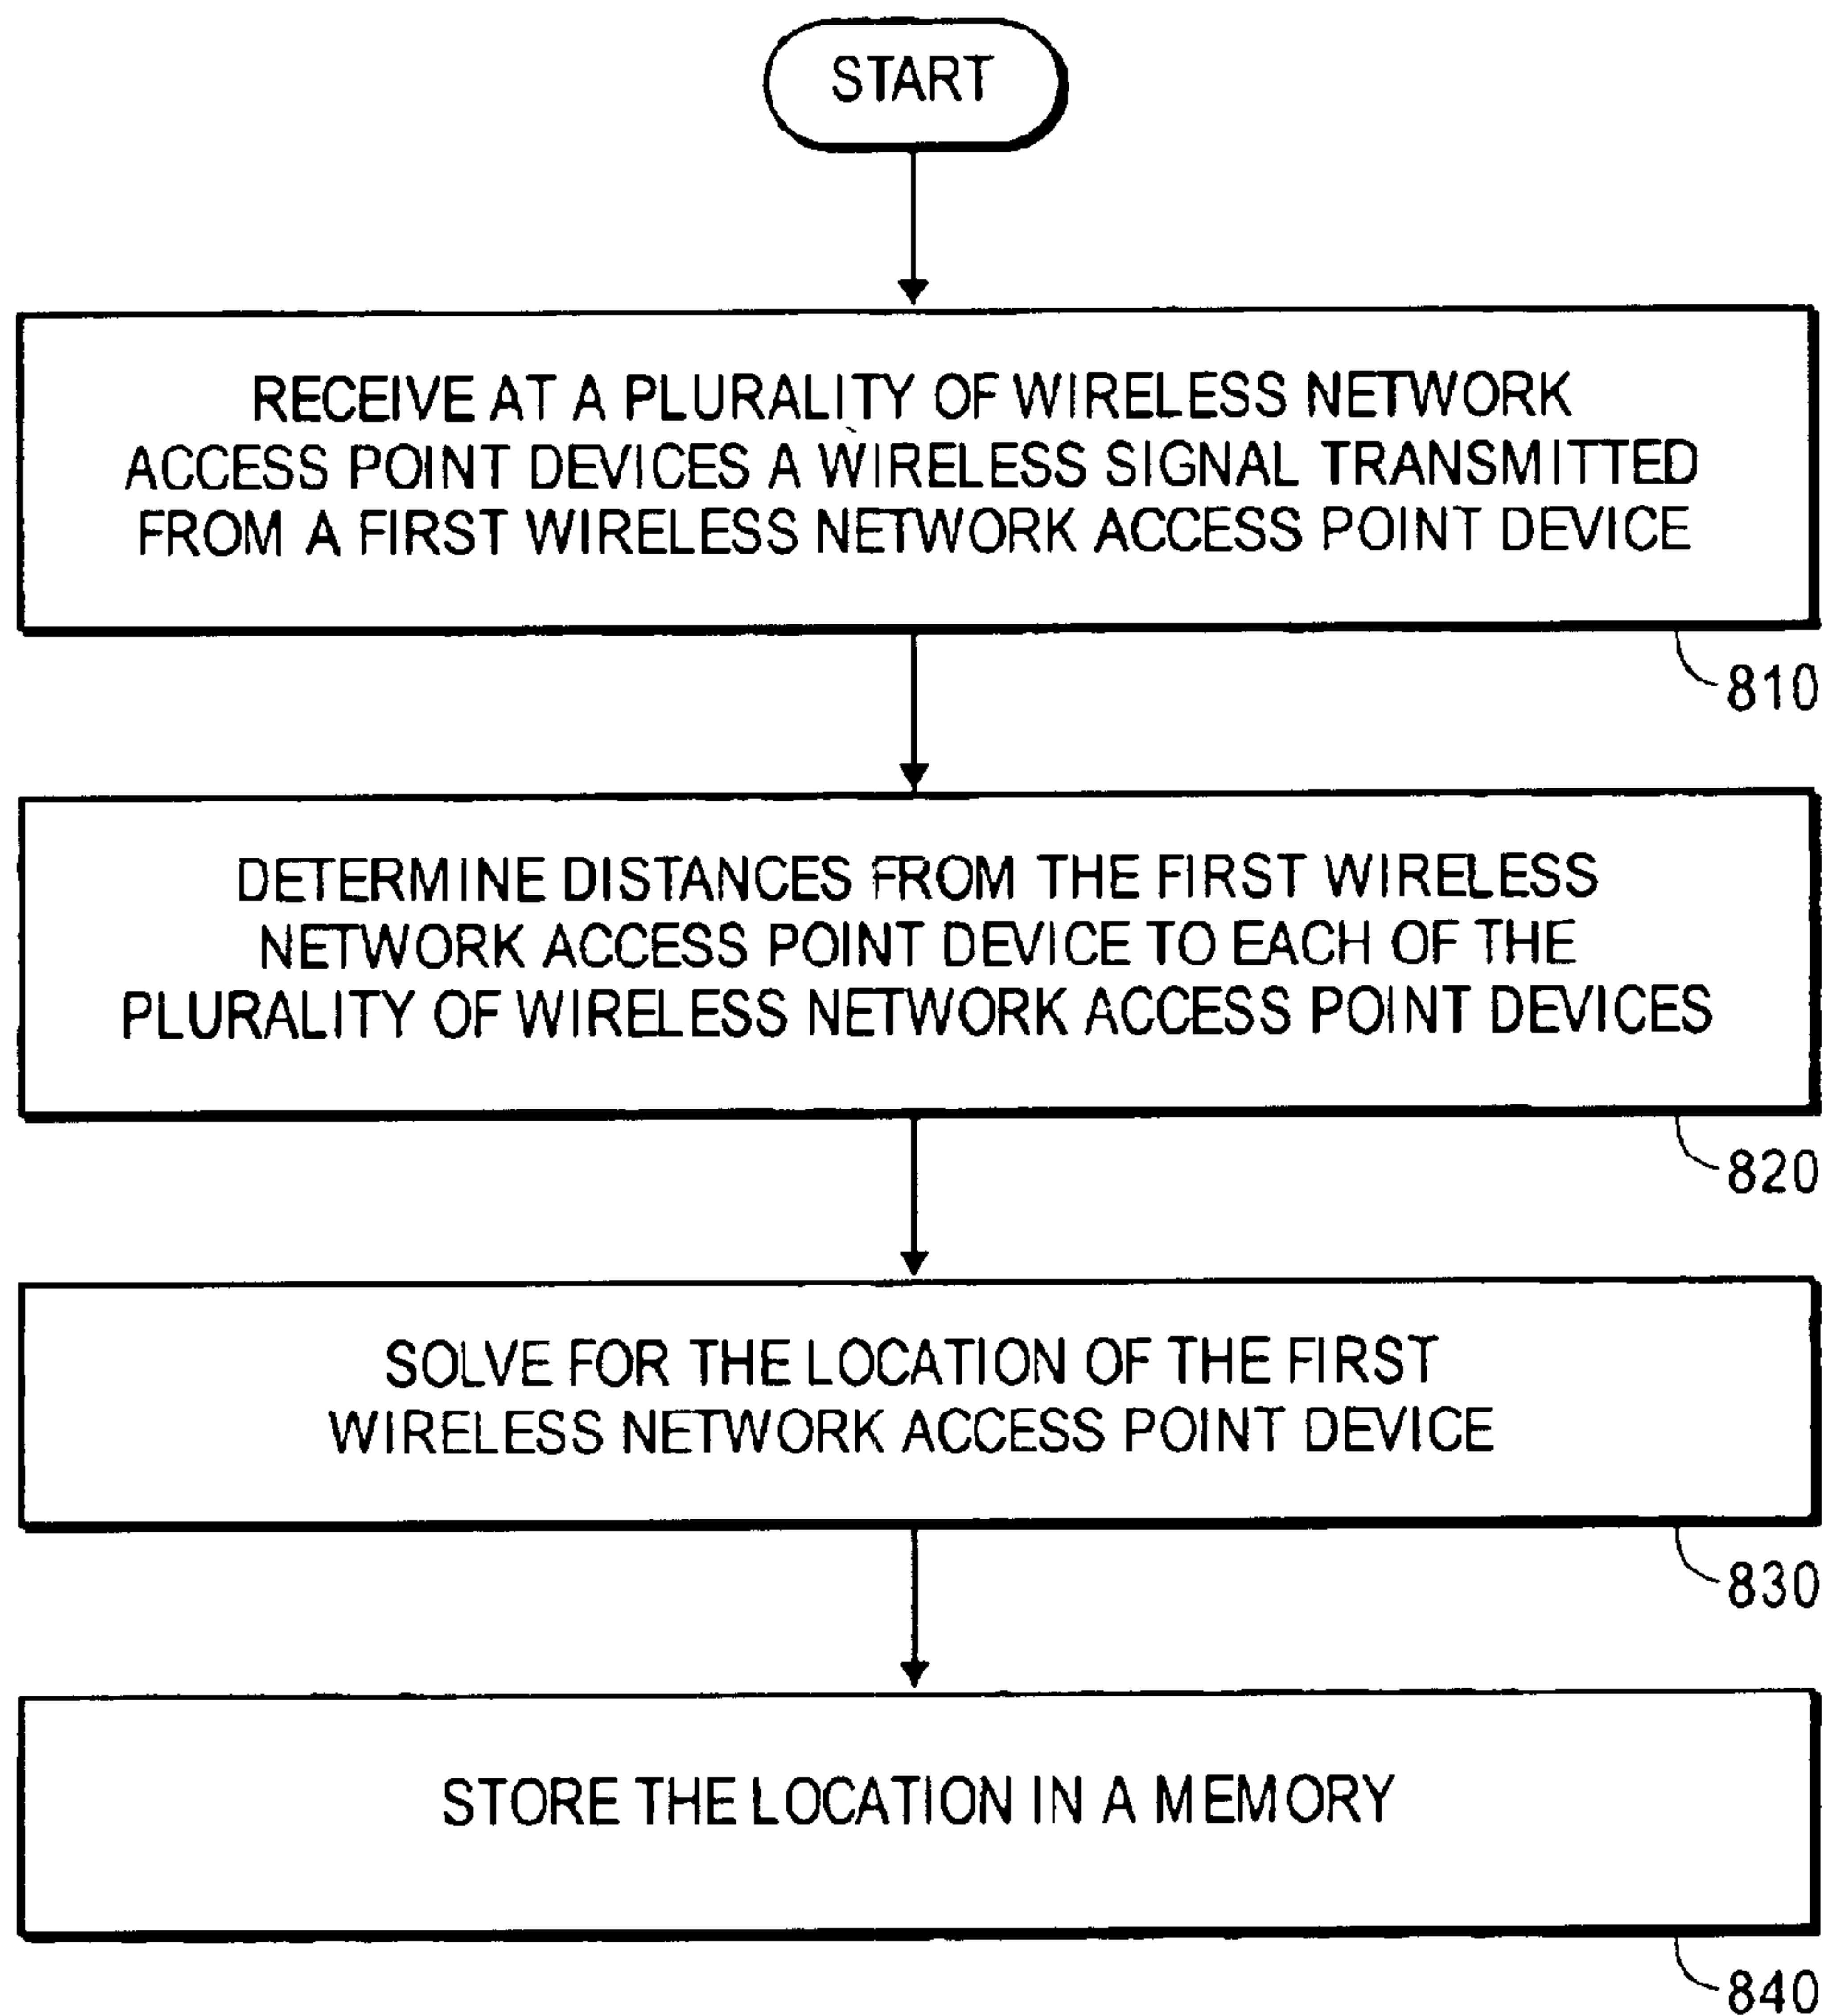 START
RECEIVE AT A PLURALITY OF WIRELESS NETWORK
ACCESS POINT DEVICES A WIRELESS SIGNAL TRANSMITTED
FROM A FIRST WIRELESS NETWORK ACCESS POINT DEVICE
810
DETERMINE DISTANCES FROM THE FIRST WIRELESS
NETWORK ACCESS POINT DEVICE TO EACH OF THE
PLURALITY OF WIRELESS NETWORK ACCESS POINT DEVICES
820
SOLVE FOR THE LOCATION OF THE FIRST
WIRELESS NETWORK ACCESS POINT DEVICE
830
STORE THE LOCATION IN A MEMORY
840